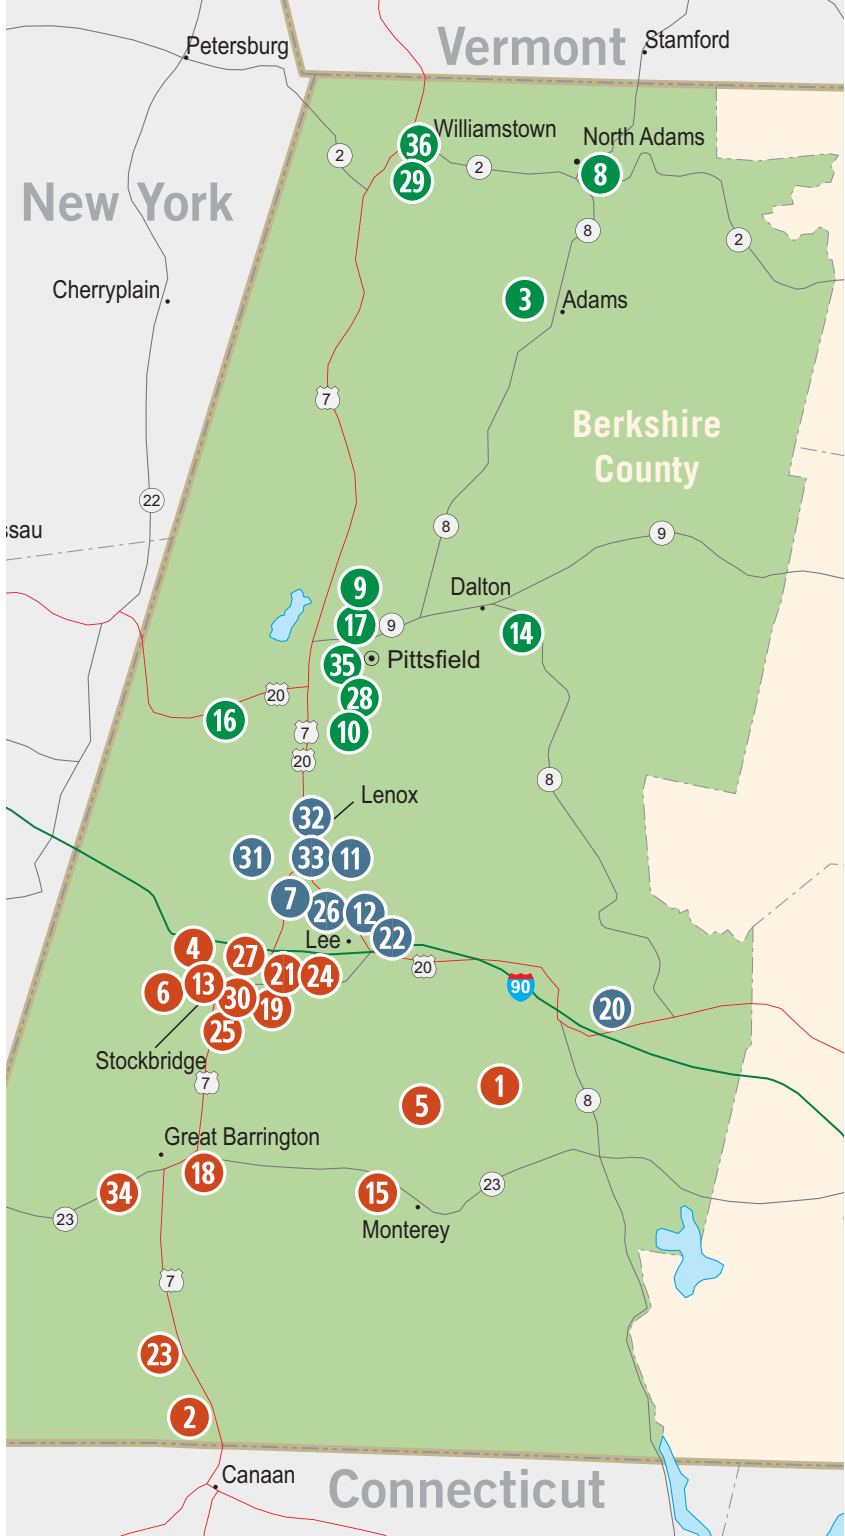 Petersburg
Vermont
Stamford
Williamstown
36
North Adams
2
2
8
29
New York
8
2
Cherryplain
3
Adams
7
Berkshire
County
22
8
ssau
9
9
Dalton
17
9
14
35
Pittsfield
20
28
16
7
10
20
8
Lenox
32
31
33
11
7
26
12
22
Lee
4
27
20
21
24
13
90
6
30
19
20
25
Stockbridge
7
1
5
8
Great Barrington
18
34
15
23
23
Monterey
7
23
2
Canaan
Connecticut